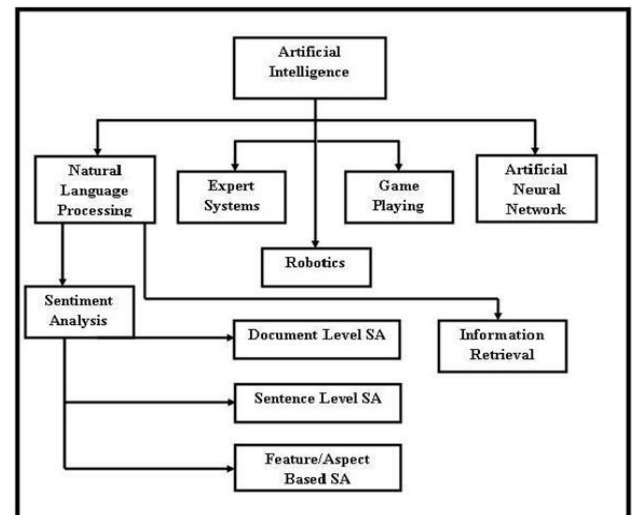 Artificial
Intelligence
Natural
Language
Processing
Expert
Systems
Game
Playing
Artificial
Neural
Network
Robotics
Sentiment
Analysis
Document Level SA
Information
Retrieval
Sentence Level SA
Feature/Aspect
Based SA